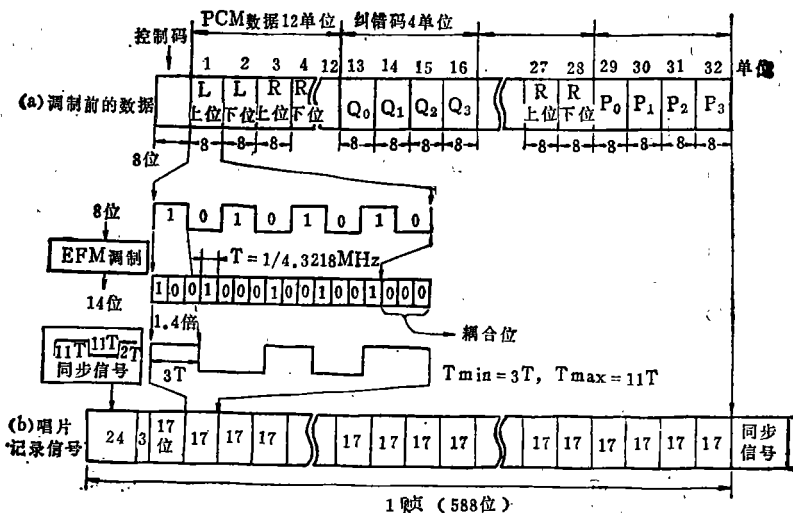 PCM数据12单位 纠错码4单位
控制码
1 2 3 4 12 13 14 15 16 27 28 29 30 31 32 单位
(a)调制前的数据
L上位 L下位 R上位 R下位 Q₀ Q₁ Q₂ Q₃ R上位 R下位 P₀ P₁ P₂ P₃
8 8 8 8 8 8 8 8 8 8 8 8 8
8位
8位
1 0 1 0 1 0 1 0
EFM调制
T=1/4.3218MHz
14位
1 0 0 1 0 0 0 1 0 0 1 0 0 1 0 0 0
1.4倍
耦合位
11T 11T 2T
同步信号
3T
Tmin=3T, Tmax=11T
(b)唱片
记录信号
24 3 17位 17 17 17 17 17 17 17 17 17 17 17 17 17 同步信号
1帧（588位）